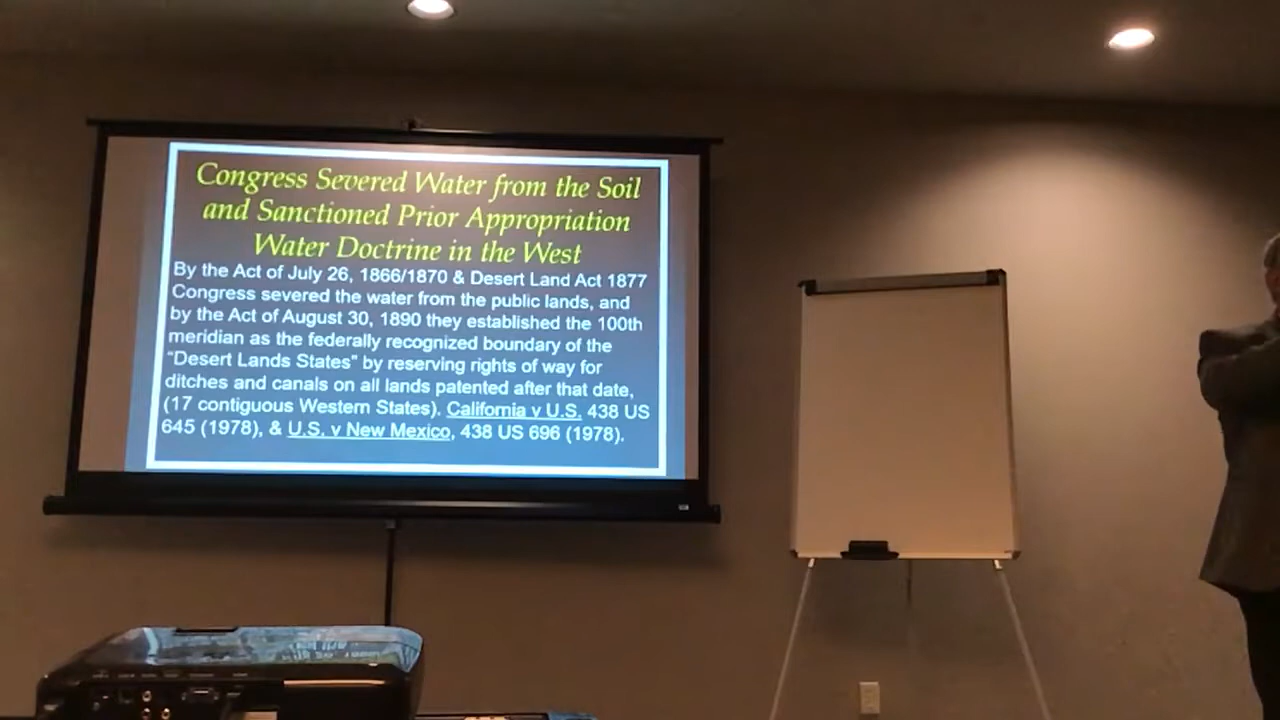 Congress Severed Water from the Soil
and Sanctioned Prior Appropriation
Water Doctrine in the West
By the Act of July 26, 1866/1870 & Desert Land Act 1877
Congress severed the water from the public lands, and
by the Act of August 30, 1890 they established the 100th
meridian as the federally recognized boundary of the
"Desert Lands States" by reserving rights of way for
ditches and canals on all lands patented after that date,
(17 contiguous Western States). California v U.S. 438 US
645 (1978), & U.S. v New Mexico, 438 US 696 (1978).